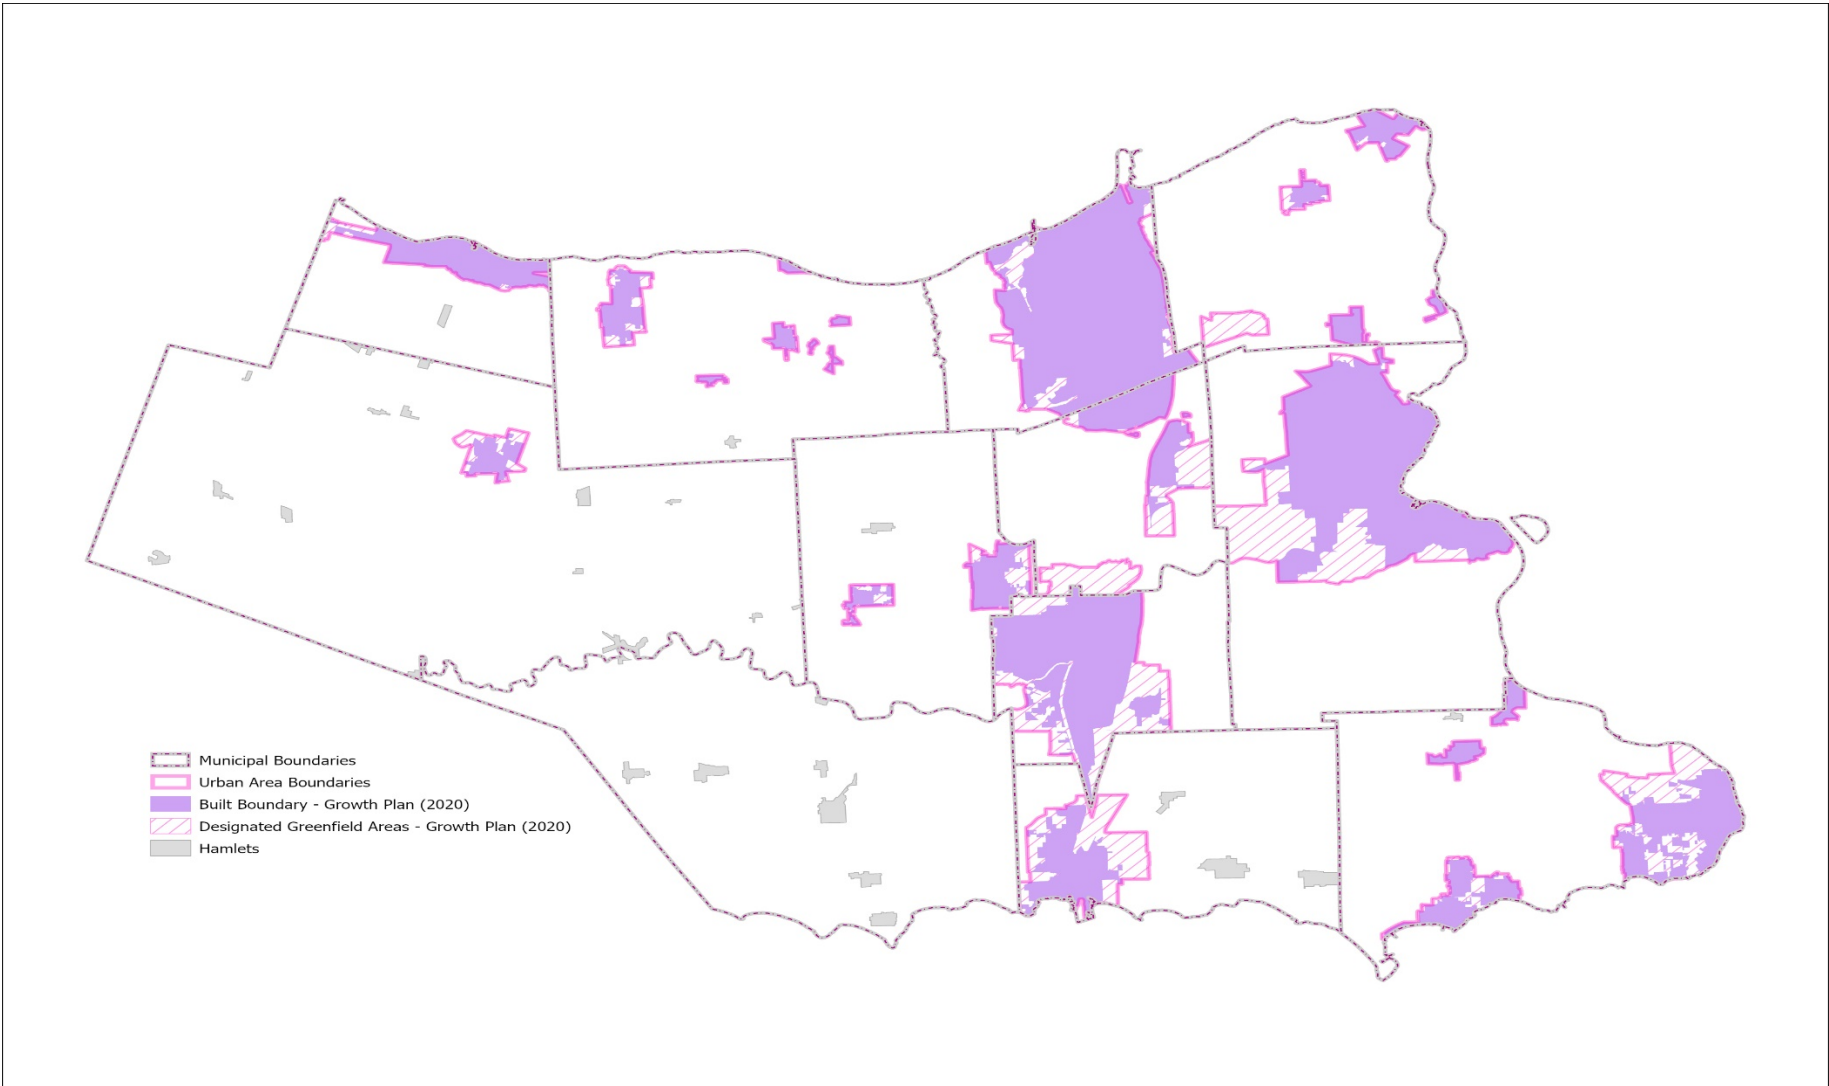 Municipal Boundaries
Urban Area Boundaries
Built Boundary - Growth Plan (2020)
Designated Greenfield Areas - Growth Plan (2020)
Hamlets